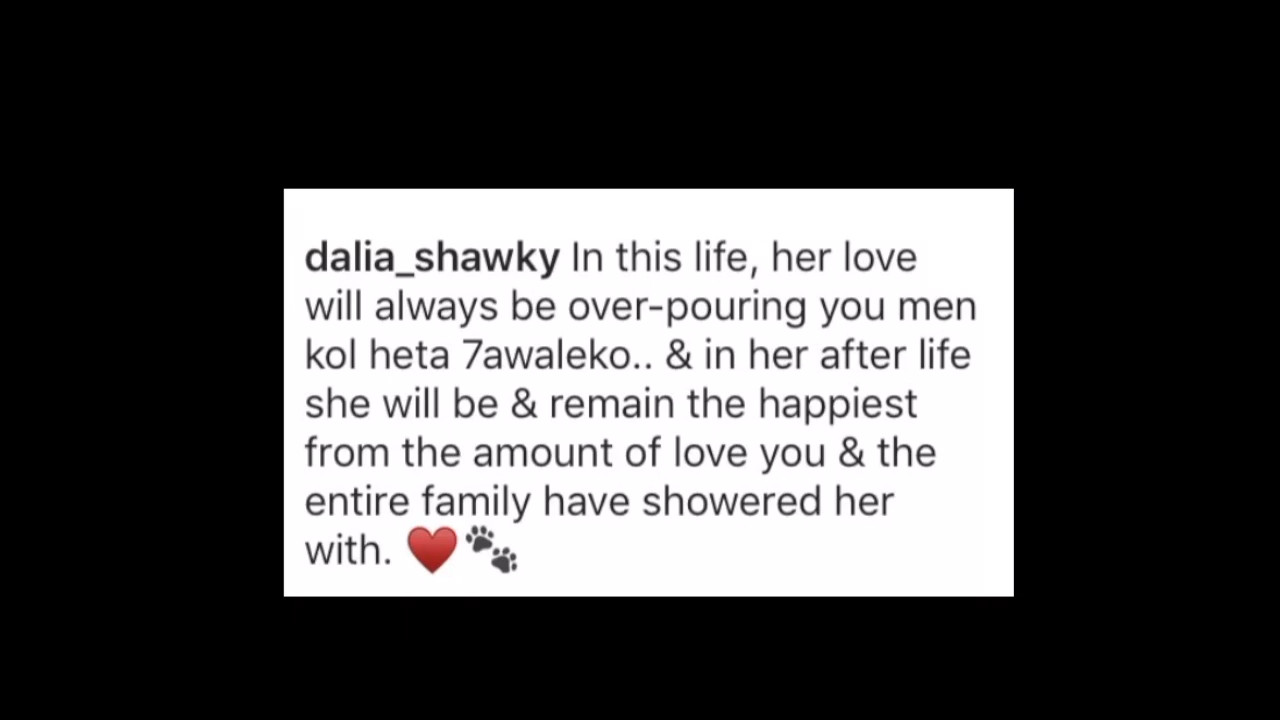 dalia_shawky In this life, her love
will always be over-pouring you men
kol heta 7awaleko.. & in her after life
she will be & remain the happiest
from the amount of love you & the
entire family have showered her
with. ♥️🐾